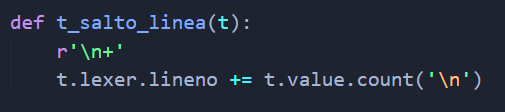 def t_salto_linea(t):
    r'\n+'
    t.lexer.lineno += t.value.count('\n')